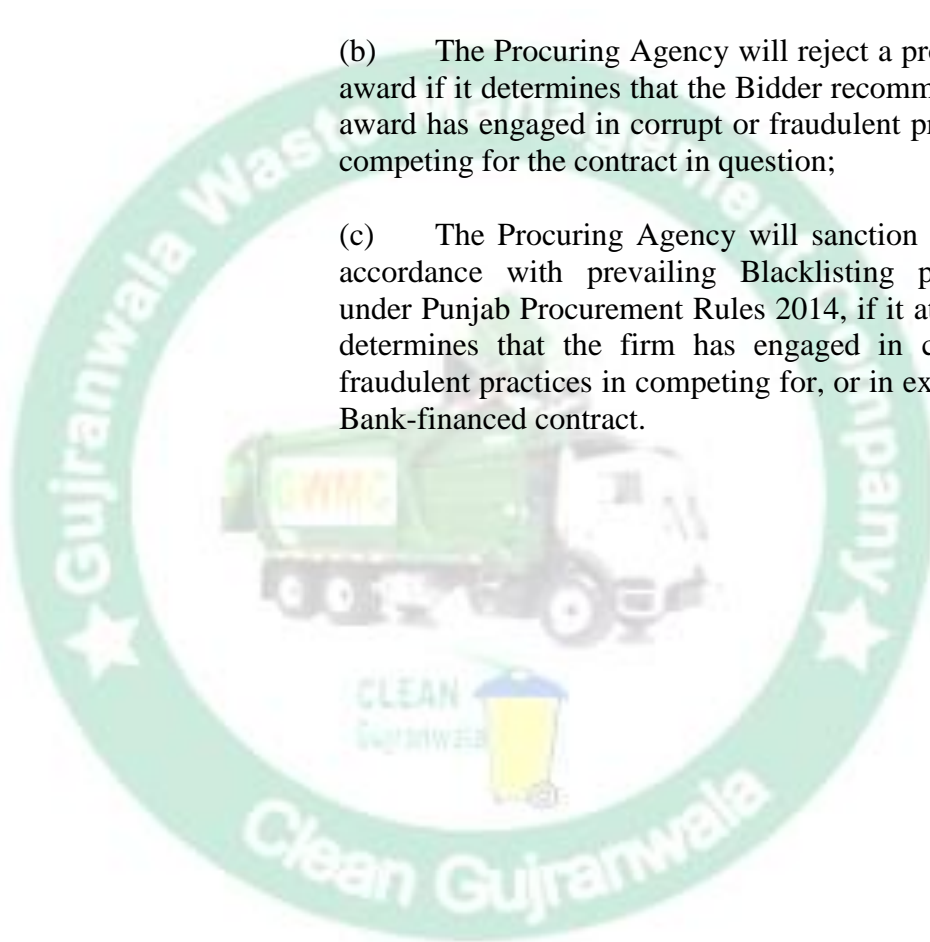 (b) The Procuring Agency will reject a pr
award if it determines that the Bidder recomm
award has engaged in corrupt or fraudulent pr
competing for the contract in question;
(c) The Procuring Agency will sanction
accordance with prevailing Blacklisting p
under Punjab Procurement Rules 2014, if it a
determines that the firm has engaged in c
fraudulent practices in competing for, or in ex
Bank-financed contract.
Gujranwala Waste Management Company
GWMC
CLEAN
Gujranwala
Clean Gujranwala